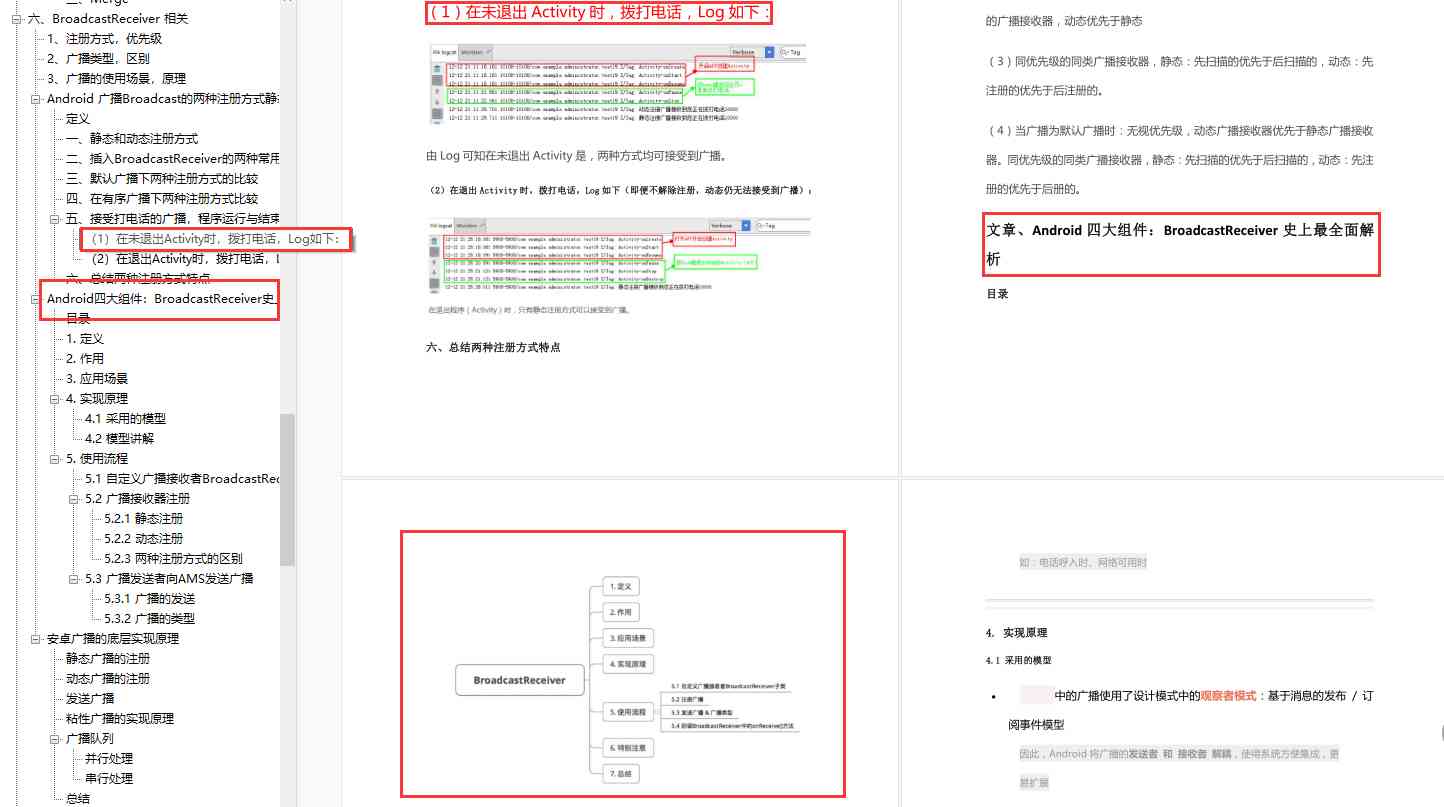 三、Merge
六、BroadcastReceiver 相关
1、注册方式，优先级
2、广播类型，区别
3、广播的使用场景，原理
Android 广播Broadcast的两种注册方式静态
定义
一、静态和动态注册方式
二、插入BroadcastReceiver的两种常用
三、默认广播下两种注册方式的比较
四、在有序广播下两种注册方式比较
五、接受打电话的广播，程序运行与结束
（1）在未退出Activity时，拨打电话，Log如下：
（2）在退出Activity时，拨打电话，L
六、总结两种注册方式特点
Android四大组件：BroadcastReceiver史上
目录
1. 定义
2. 作用
3. 应用场景
4. 实现原理
4.1 采用的模型
4.2 模型讲解
5. 使用流程
5.1 自定义广播接收者BroadcastRec
5.2 广播接收器注册
5.2.1 静态注册
5.2.2 动态注册
5.2.3 两种注册方式的区别
5.3 广播发送者向AMS发送广播
5.3.1 广播的发送
5.3.2 广播的类型
安卓广播的底层实现原理
静态广播的注册
动态广播的注册
发送广播
粘性广播的实现原理
广播队列
并行处理
串行处理
总结
（1）在未退出 Activity 时，拨打电话，Log 如下：
由 Log 可知在未退出 Activity 是，两种方式均可接受到广播。
（2）在退出 Activity 时，拨打电话，Log 如下（即便不解除注册，动态仍无法接受到广播）：
在退出程序（Activity）时，只有静态注册方式可以接受到广播。
六、总结两种注册方式特点
的广播接收器，动态优先于静态
（3）同优先级的同类广播接收器，静态：先扫描的优先于后扫描的，动态：先
注册的优先于后注册的。
（4）当广播为默认广播时：无视优先级，动态广播接收器优先于静态广播接收
器。同优先级的同类广播接收器，静态：先扫描的优先于后扫描的，动态：先注
册的优先于后册的。
文章、Android 四大组件：BroadcastReceiver 史上最全面解
析
目录
BroadcastReceiver
1. 定义
2. 作用
3. 应用场景
4. 实现原理
5. 使用流程
5.1 自定义广播接收者BroadcastReceiver子类
5.2 注册广播
5.3 发送广播 & 广播类型
5.4 回调BroadcastReceiver中的onReceive()方法
6. 特别注意
7. 总结
如：电话呼入时、网络可用时
4. 实现原理
4.1 采用的模型
• 中的广播使用了设计模式中的观察者模式：基于消息的发布 / 订
阅事件模型
因此，Android 将广播的发送者 和 接收者 解耦，使得系统方便集成，更
易扩展